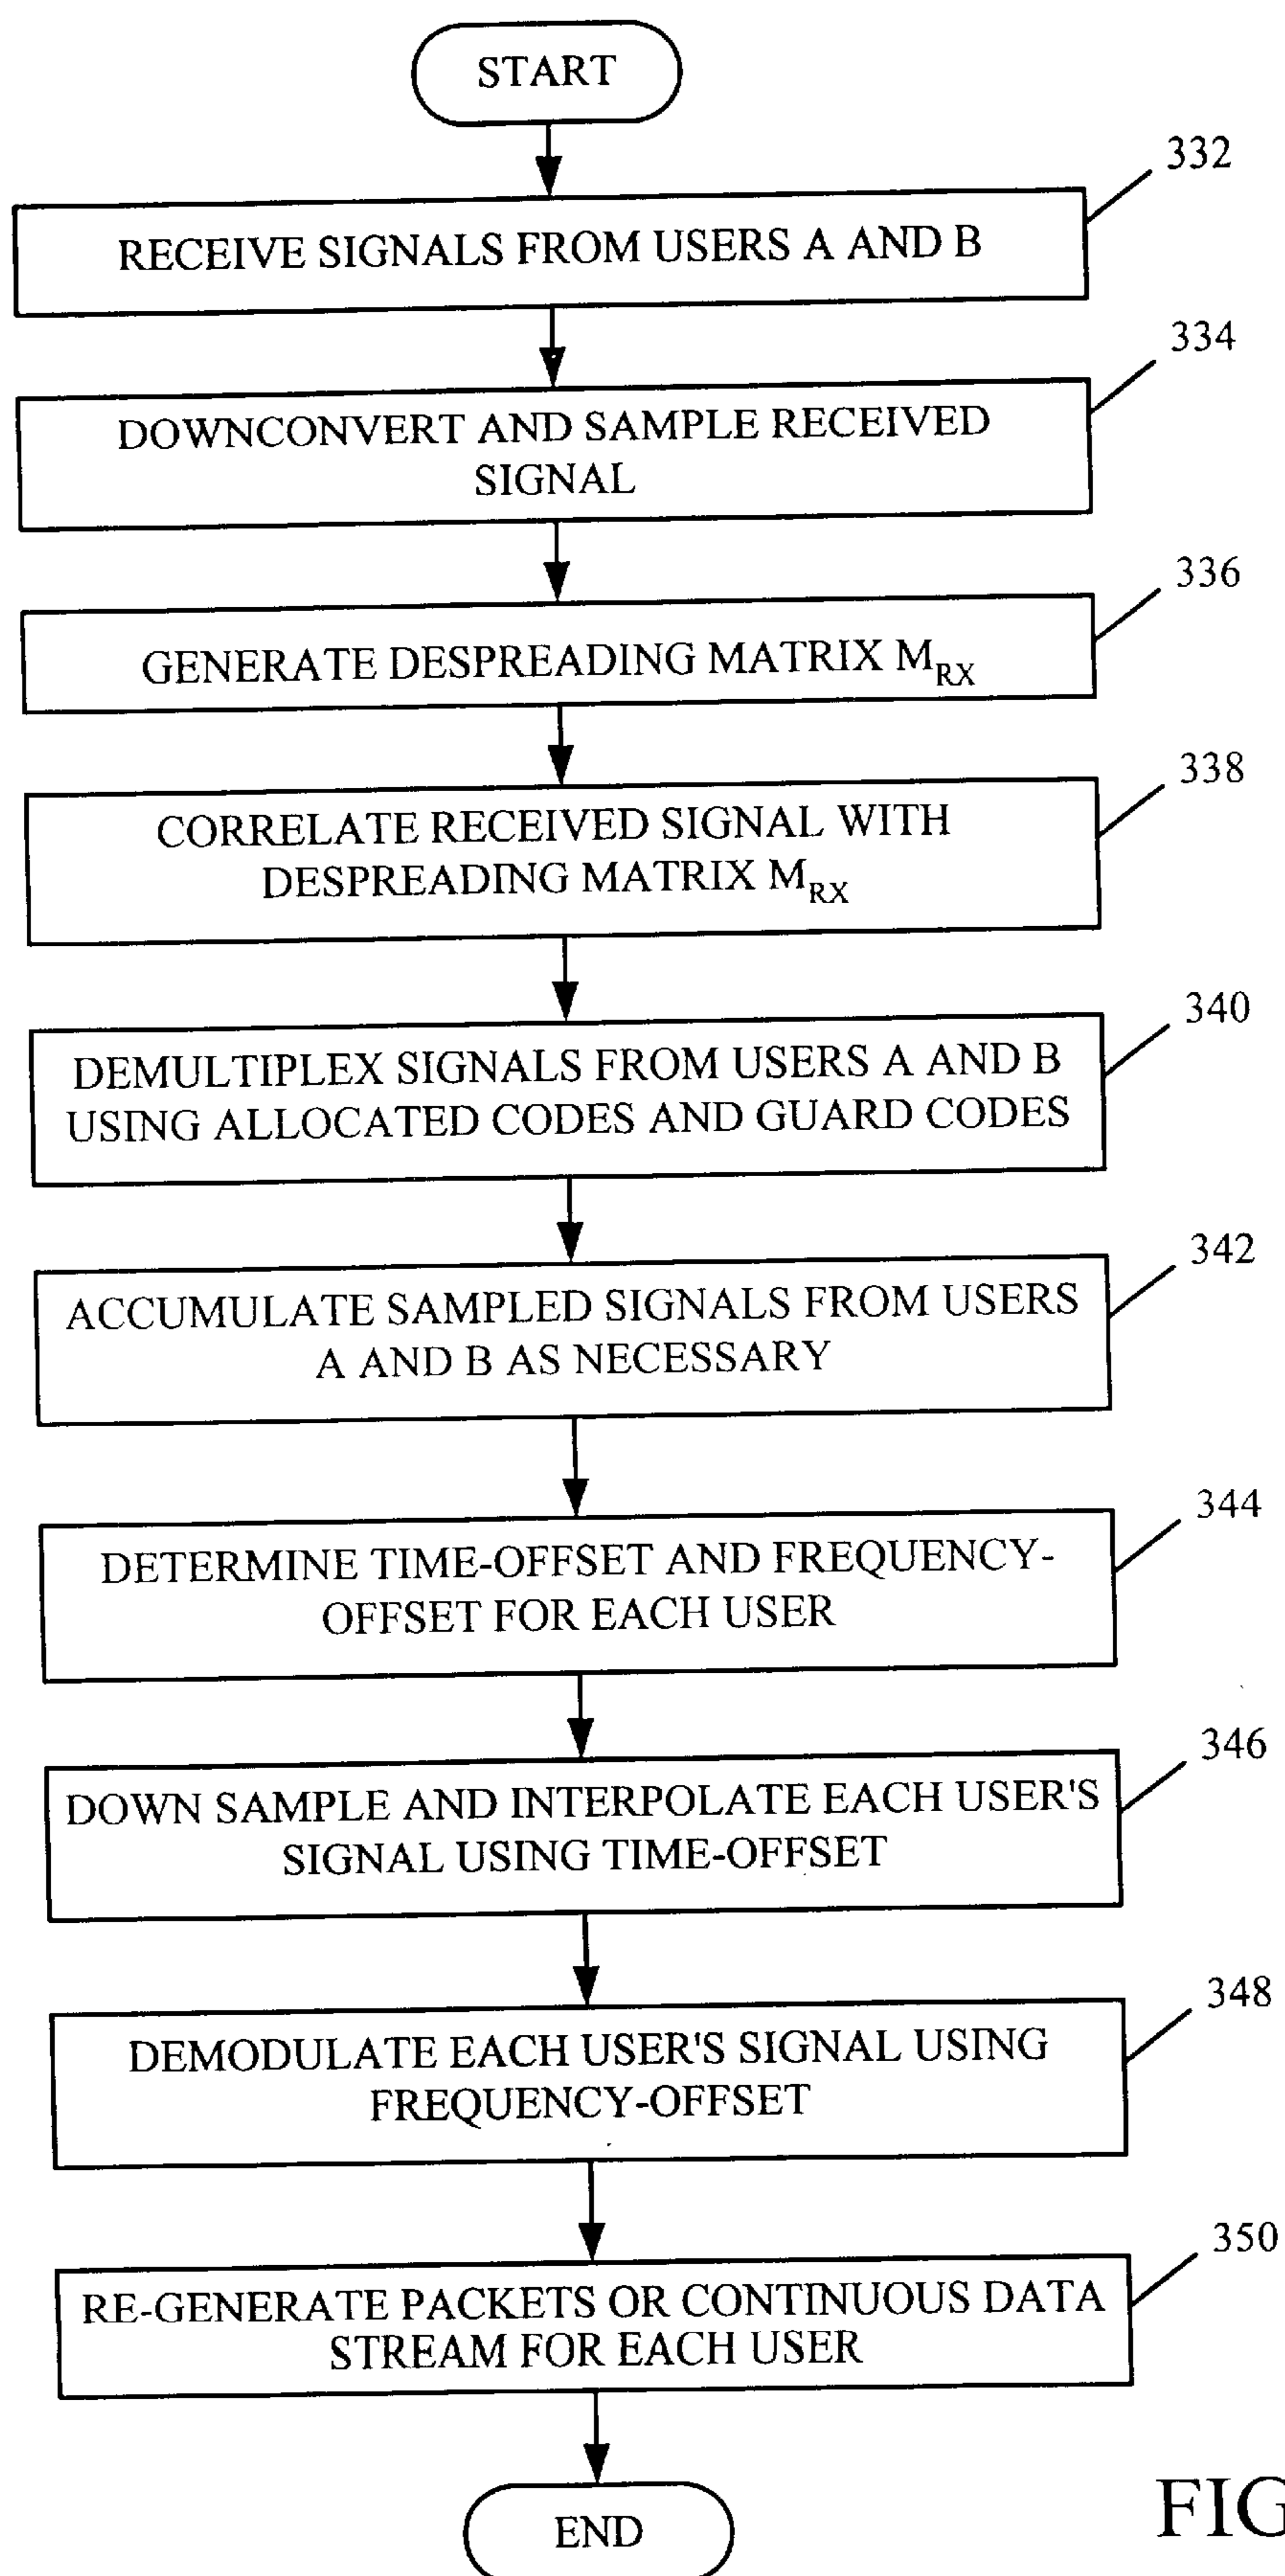 START
332
RECEIVE SIGNALS FROM USERS A AND B
334
DOWNCONVERT AND SAMPLE RECEIVED
SIGNAL
336
GENERATE DESPREADING MATRIX MRX
338
CORRELATE RECEIVED SIGNAL WITH
DESPREADING MATRIX MRX
340
DEMULTIPLEX SIGNALS FROM USERS A AND B
USING ALLOCATED CODES AND GUARD CODES
342
ACCUMULATE SAMPLED SIGNALS FROM USERS
A AND B AS NECESSARY
344
DETERMINE TIME-OFFSET AND FREQUENCY-
OFFSET FOR EACH USER
346
DOWN SAMPLE AND INTERPOLATE EACH USER'S
SIGNAL USING TIME-OFFSET
348
DEMODULATE EACH USER'S SIGNAL USING
FREQUENCY-OFFSET
350
RE-GENERATE PACKETS OR CONTINUOUS DATA
STREAM FOR EACH USER
END
FIG